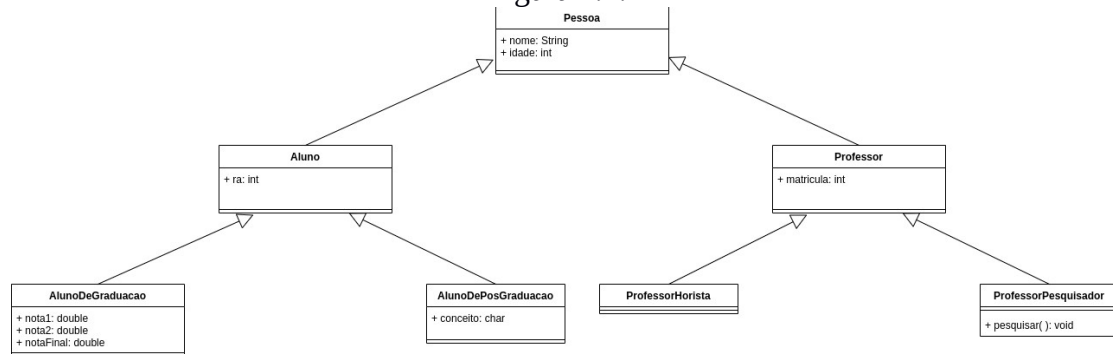 Pessoa
+ nome: String
+ idade: int
Aluno
+ ra: int
Professor
+ matricula: int
AlunoDeGraduacao
+ nota1: double
+ nota2: double
+ notaFinal: double
AlunoDePosGraduacao
+ conceito: char
ProfessorHorista
ProfessorPesquisador
+ pesquisar( ): void